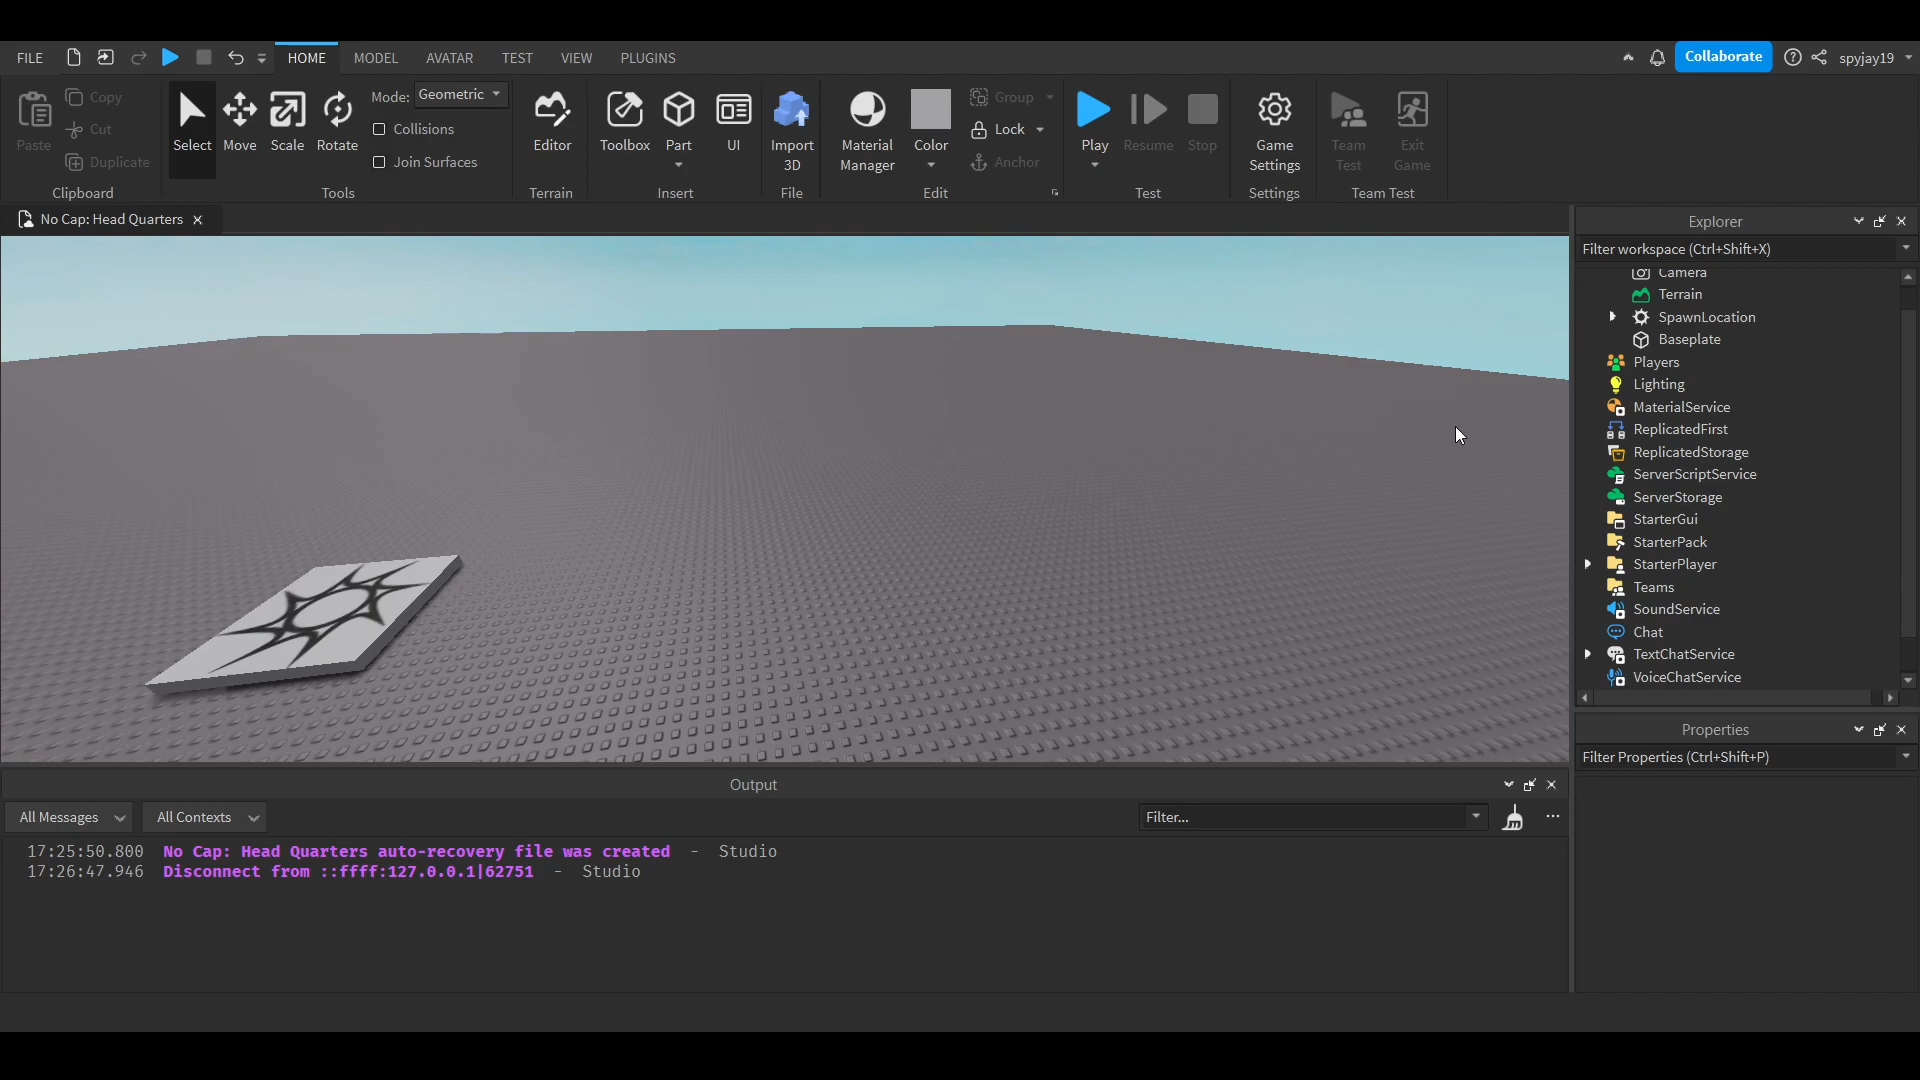 FILE HOME MODEL AVATAR TEST VIEW PLUGINS Collaborate spyjay19
Paste Copy Cut Duplicate Clipboard
Select Move Scale Rotate Mode: Geometric Collisions Join Surfaces Tools
Editor Terrain
Toolbox Part UI Insert
Import 3D File
Material Manager Color Group Lock Anchor Edit
Play Resume Stop Test
Game Settings Settings
Team Test Exit Game Team Test
No Cap: Head Quarters
Explorer
Filter workspace (Ctrl+Shift+X)
Camera
Terrain
SpawnLocation
Baseplate
Players
Lighting
MaterialService
ReplicatedFirst
ReplicatedStorage
ServerScriptService
ServerStorage
StarterGui
StarterPack
StarterPlayer
Teams
SoundService
Chat
TextChatService
VoiceChatService
Properties
Filter Properties (Ctrl+Shift+P)
Output
All Messages All Contexts Filter...
17:25:50.800 No Cap: Head Quarters auto-recovery file was created - Studio
17:26:47.946 Disconnect from ::ffff:127.0.0.1|62751 - Studio